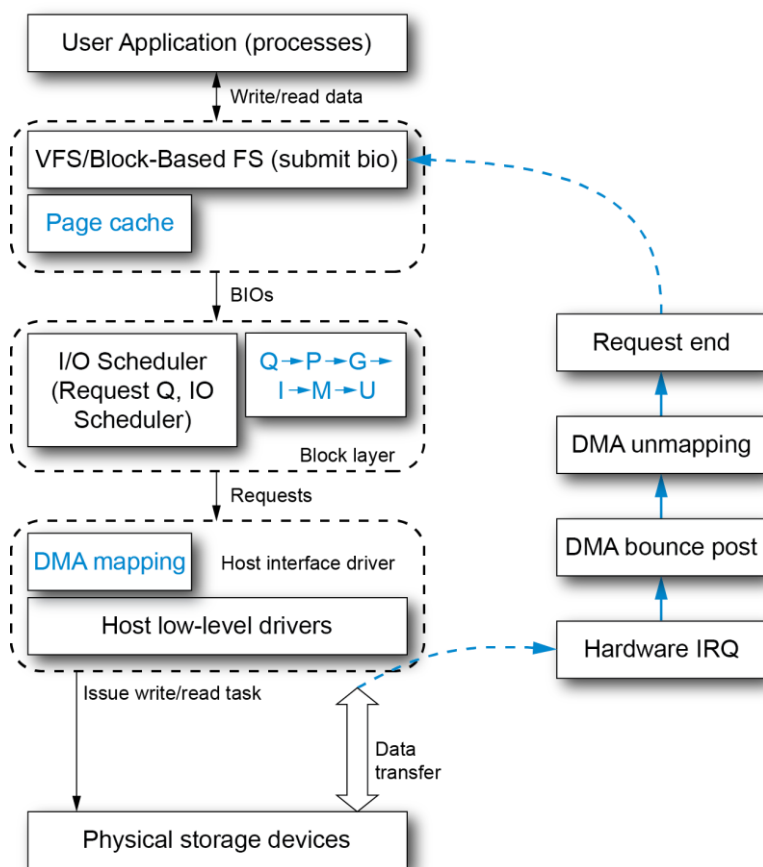 User Application (processes)
Write/read data
VFS/Block-Based FS (submit bio)
Page cache
BIOs
I/O Scheduler
(Request Q, IO
Scheduler)
Q→P→G→
I→M→U
Block layer
Requests
DMA mapping
Host interface driver
Host low-level drivers
Issue write/read task
Data
transfer
Physical storage devices
Request end
DMA unmapping
DMA bounce post
Hardware IRQ